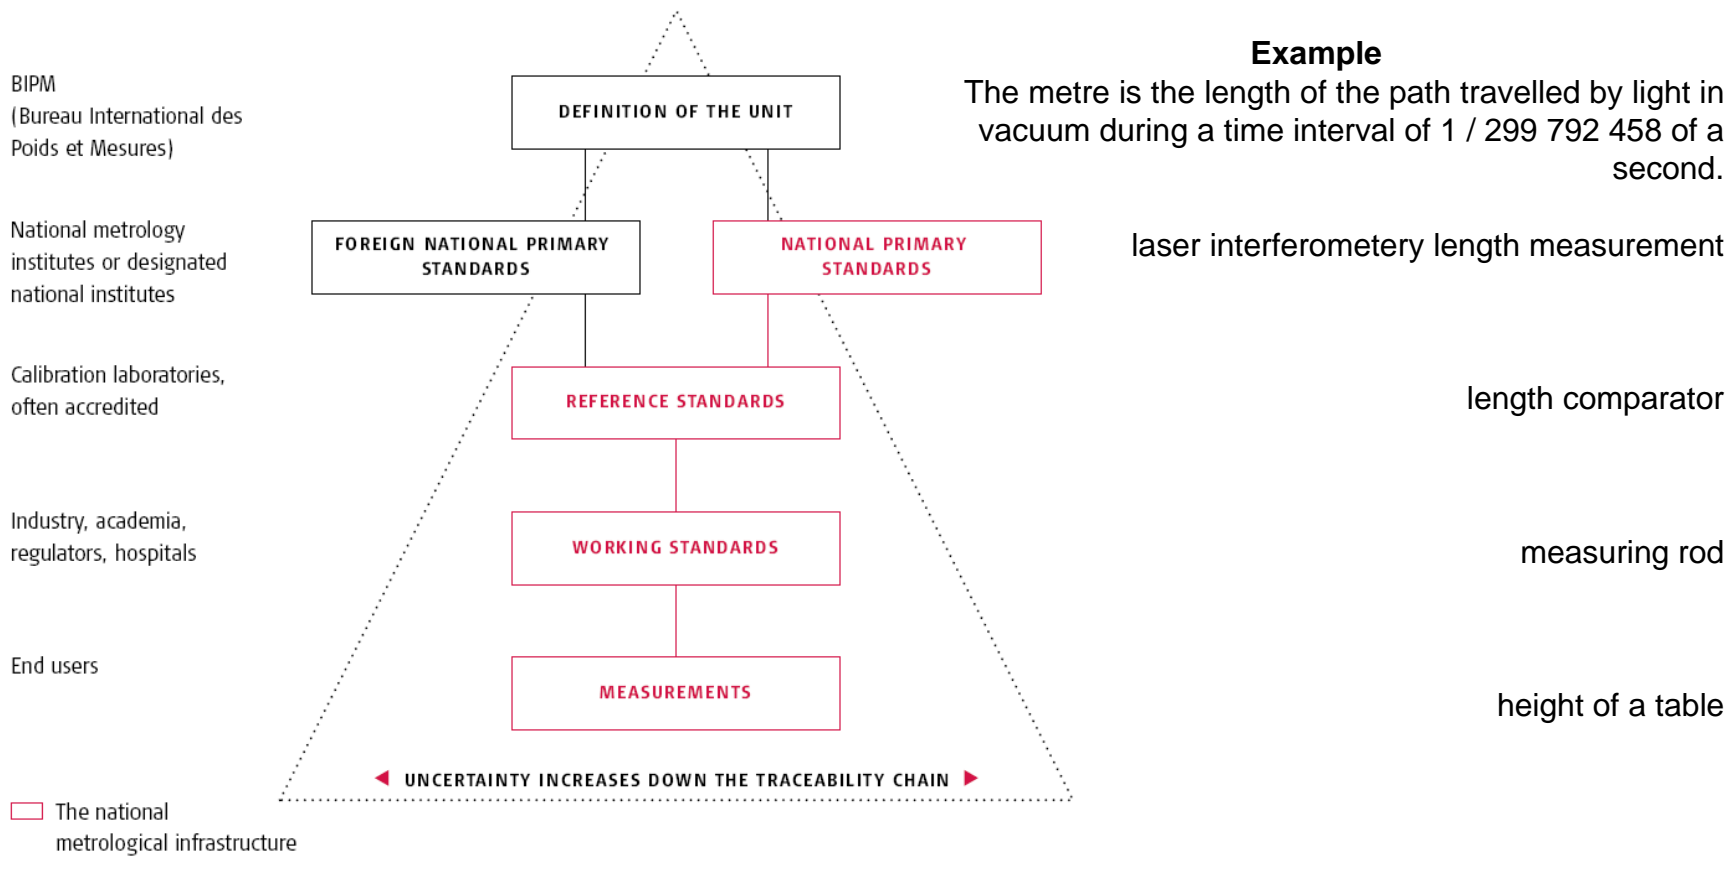 Example
BIPM
(Bureau International des
Poids et Mesures)
DEFINITION OF THE UNIT
The metre is the length of the path travelled by light in
vacuum during a time interval of 1 / 299 792 458 of a
second.
National metrology
institutes or designated
national institutes
FOREIGN NATIONAL PRIMARY
STANDARDS
NATIONAL PRIMARY
STANDARDS
laser interferometery length measurement
Calibration laboratories,
often accredited
REFERENCE STANDARDS
length comparator
Industry, academia,
regulators, hospitals
WORKING STANDARDS
measuring rod
End users
MEASUREMENTS
height of a table
UNCERTAINTY INCREASES DOWN THE TRACEABILITY CHAIN
The national
metrological infrastructure